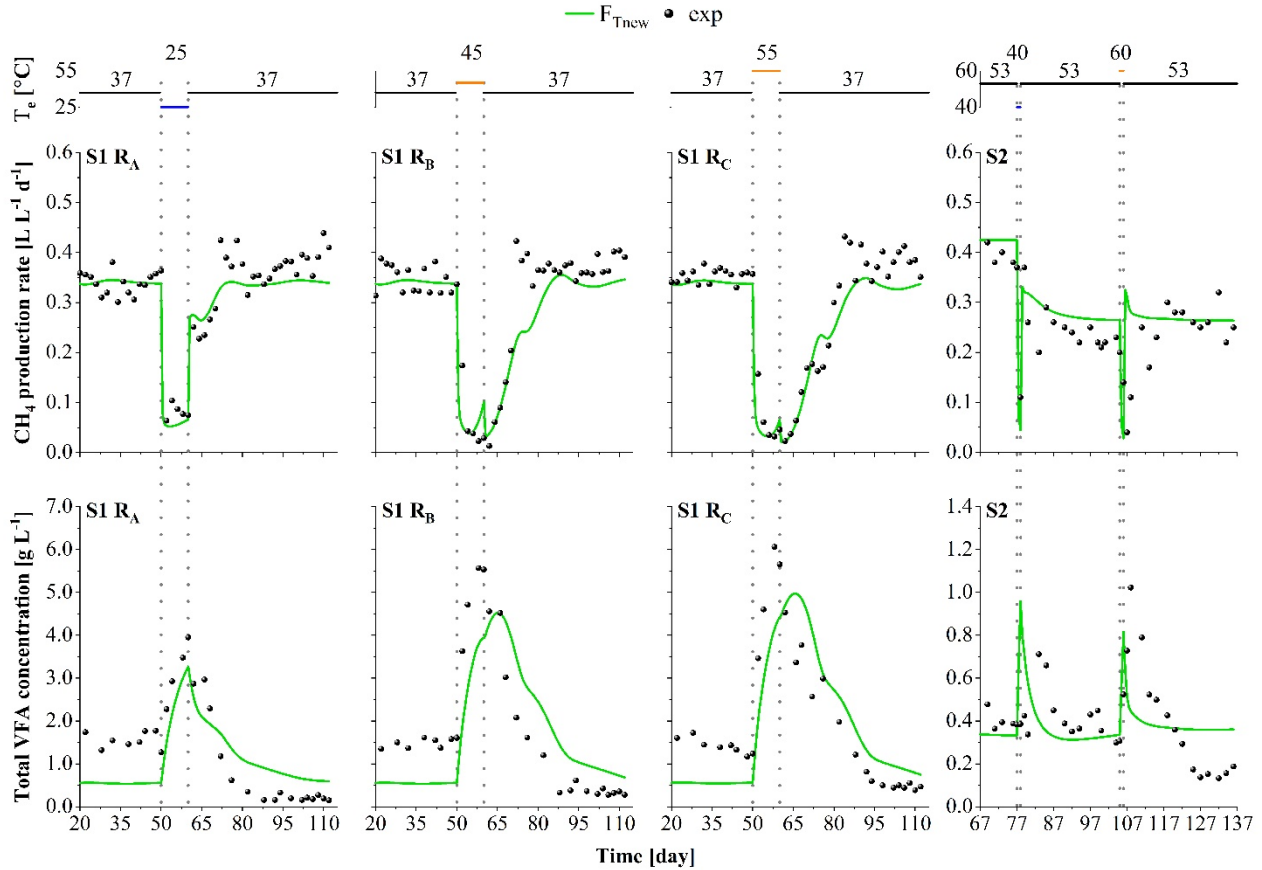 F_Tnew exp
25 45 55 40 60
T_e [°C] 55 25 37 37 37 37 37 37 60 40 53 53 53
CH₄ production rate [L L⁻¹ d⁻¹]
S1 R_A S1 R_B S1 R_C S2
0.6 0.6
0.5 0.5
0.4 0.4
0.3 0.3
0.2 0.2
0.1 0.1
0.0 0.0
Total VFA concentration [g L⁻¹]
S1 R_A S1 R_B S1 R_C S2
7.0 1.4
6.0 1.2
5.0 1.0
4.0 0.8
3.0 0.6
2.0 0.4
1.0 0.2
0.0 0.0
20 35 50 65 80 95 110 20 35 50 65 80 95 110 20 35 50 65 80 95 110 67 77 87 97 107 117 127 137
Time [day]